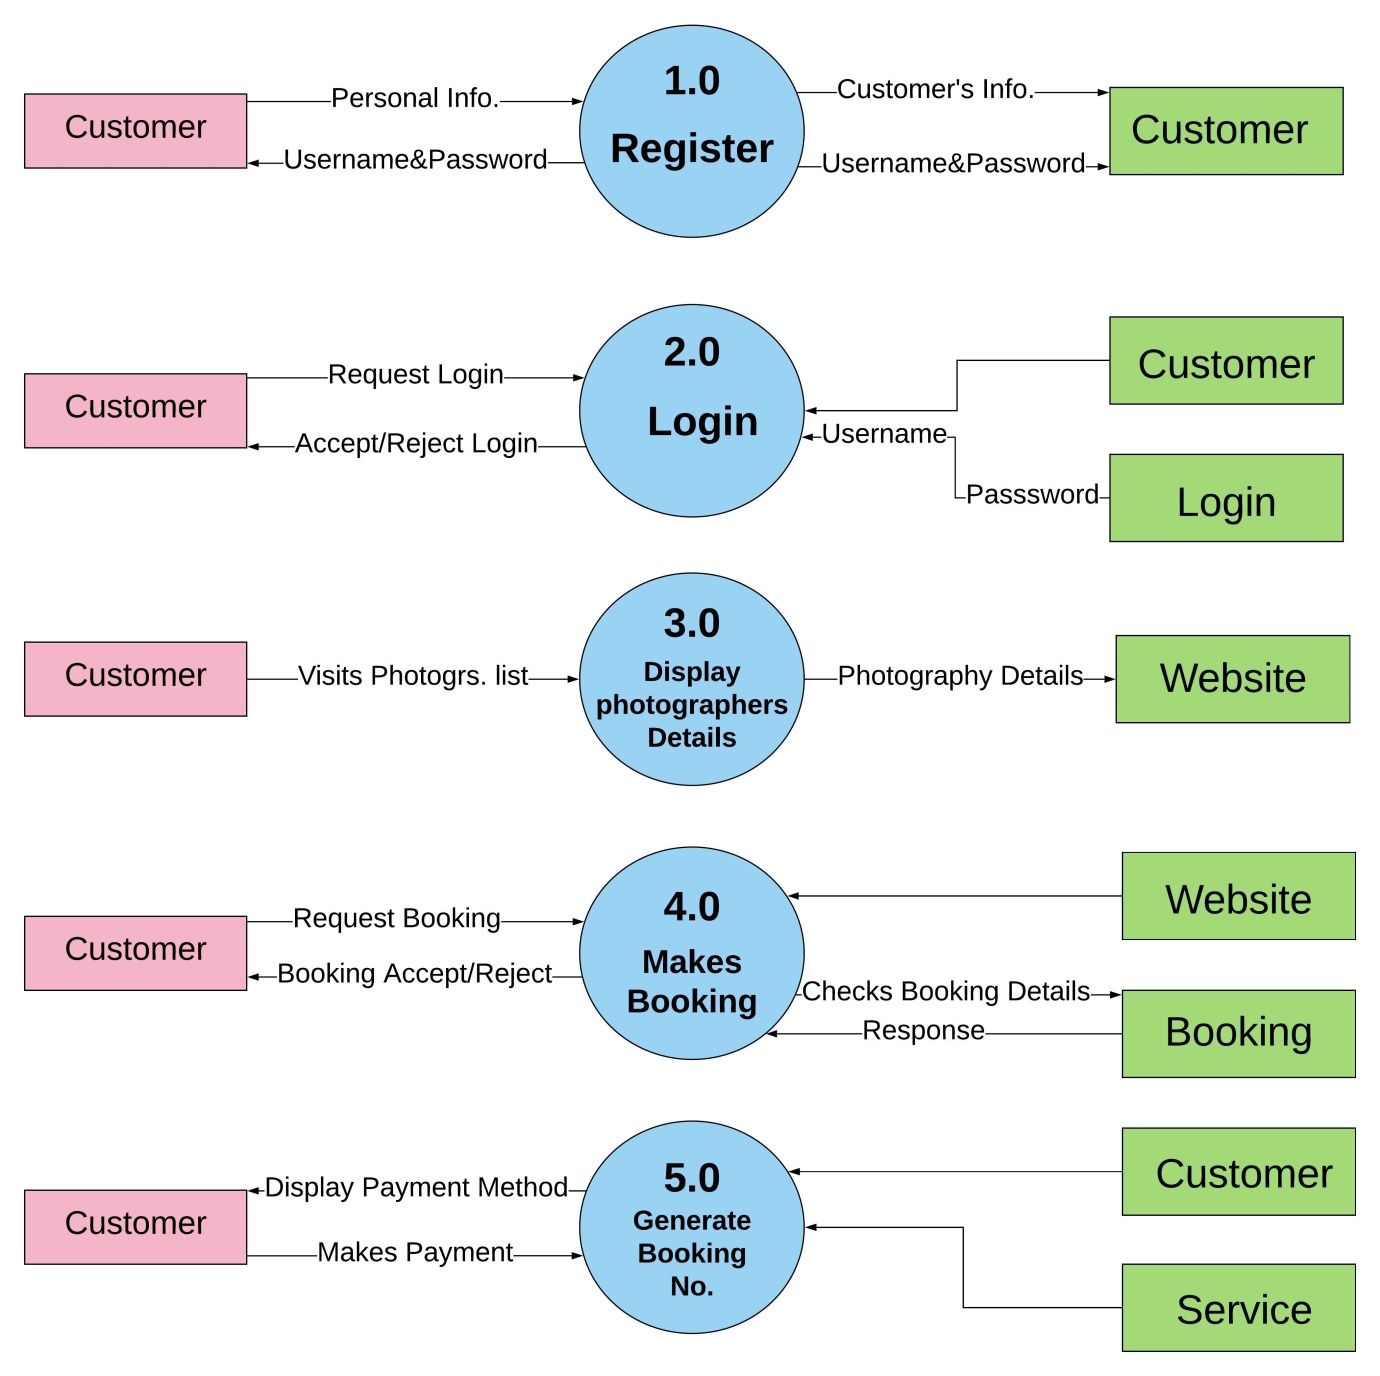 1.0
Register
Customer
Personal Info.
Username&Password
Customer's Info.
Username&Password
Customer
2.0
Login
Customer
Request Login
Accept/Reject Login
Customer
Username
Passsword
Login
3.0
Display
photographers
Details
Customer
Visits Photogrs. list
Photography Details
Website
4.0
Makes
Booking
Customer
Request Booking
Booking Accept/Reject
Website
Checks Booking Details
Response
Booking
5.0
Generate
Booking
No.
Customer
Display Payment Method
Makes Payment
Customer
Service